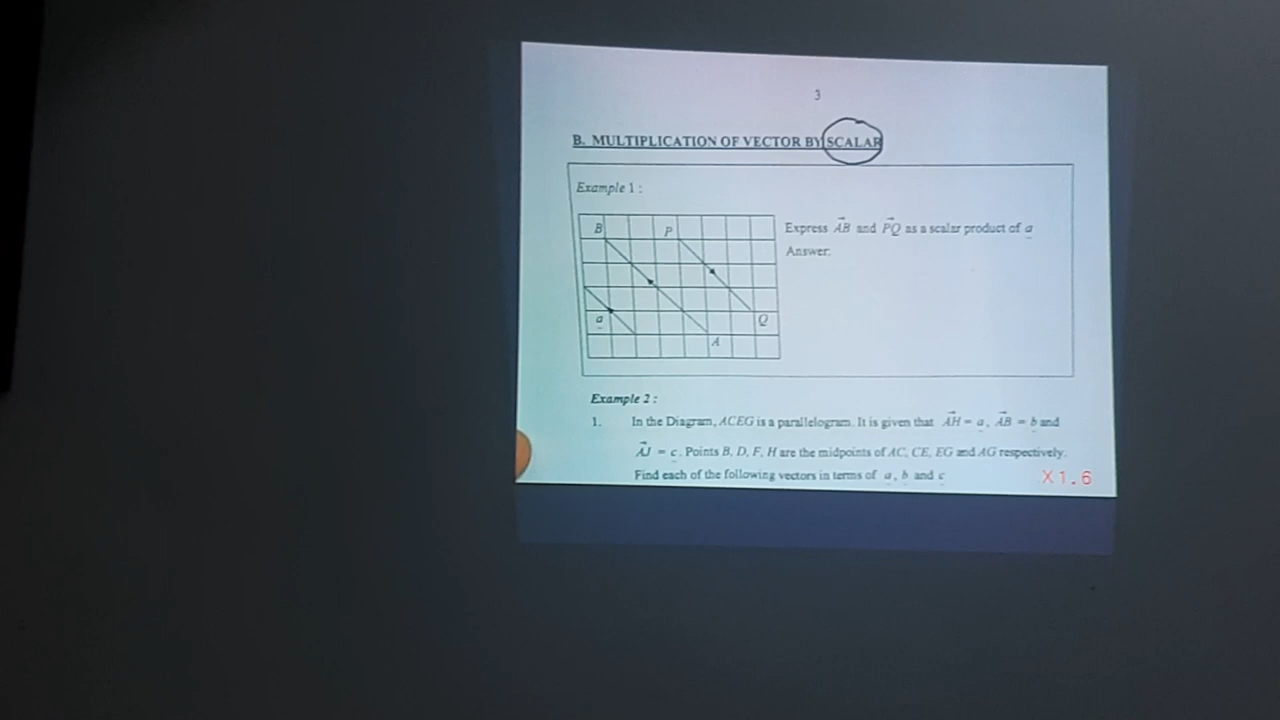 3
B. MULTIPLICATION OF VECTOR BY SCALAR
Example 1 :
B P
Express AB and PQ as a scalar product of a
Answer:
a Q
A
Example 2 :
1. In the Diagram, ACEG is a parallelogram. It is given that AH = a, AB = b and
AJ = c. Points B, D, F, H are the midpoints of AC, CE, EG and AG respectively.
Find each of the following vectors in terms of a, b and c
X1.6